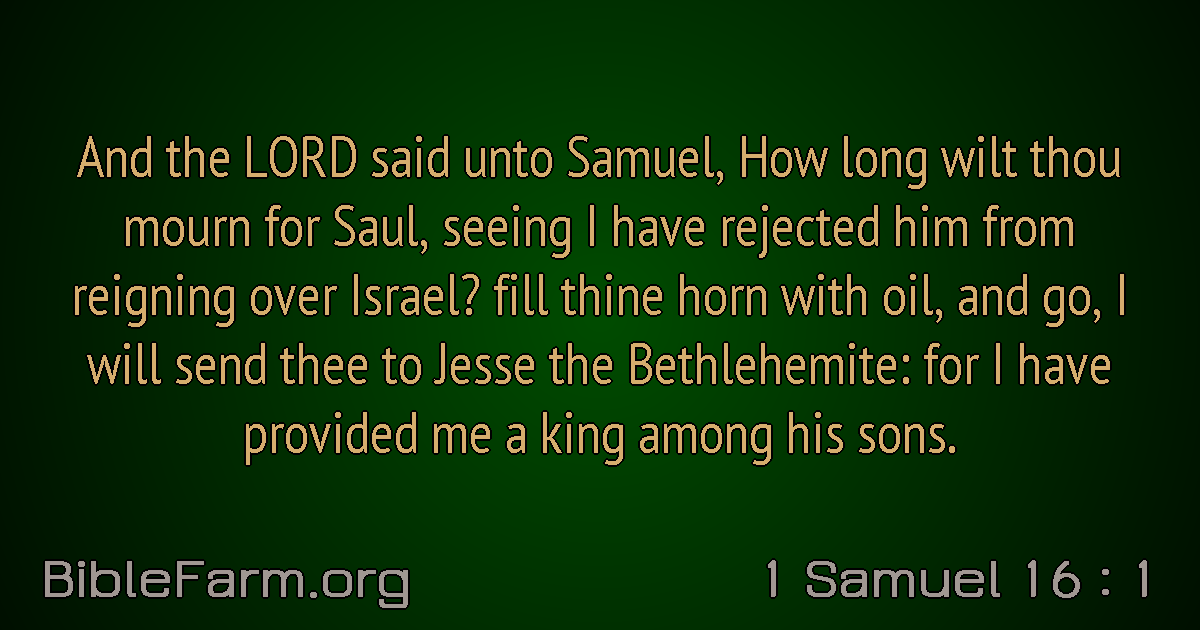 And the LORD said unto Samuel, How long wilt thou
mourn for Saul, seeing I have rejected him from
reigning over Israel? fill thine horn with oil, and go, I
will send thee to Jesse the Bethlehemite: for I have
provided me a king among his sons.
BibleFarm.org
1 Samuel 16 : 1